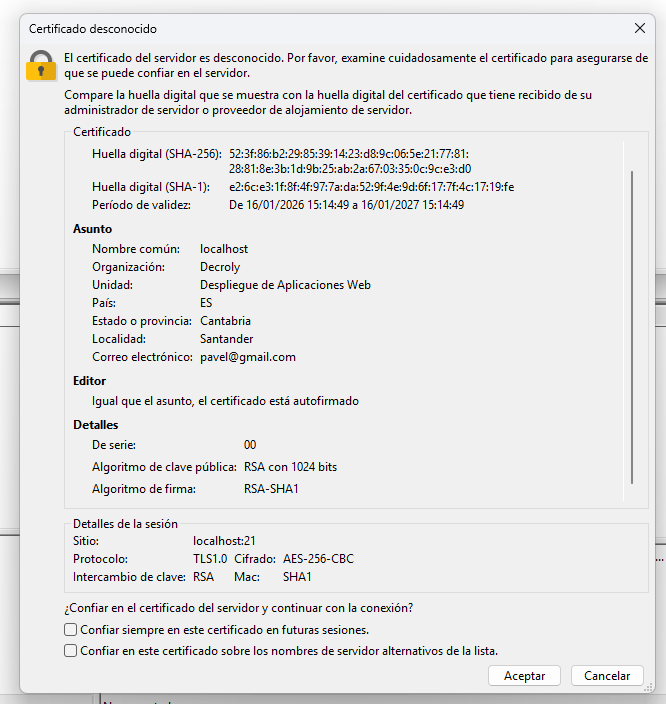 Certificado desconocido
El certificado del servidor es desconocido. Por favor, examine cuidadosamente el certificado para asegurarse de
que se puede confiar en el servidor.
Compare la huella digital que se muestra con la huella digital del certificado que tiene recibido de su
administrador de servidor o proveedor de alojamiento de servidor.
Certificado
Huella digital (SHA-256): 52:3f:86:b2:29:85:39:14:23:d8:9c:06:5e:21:77:81:
28:81:8e:3b:1d:9b:25:ab:2a:67:03:35:0c:9c:e3:d0
Huella digital (SHA-1): e2:6c:e3:1f:8f:4f:97:7a:da:52:9f:4e:9d:6f:17:7f:4c:17:19:fe
Período de validez: De 16/01/2026 15:14:49 a 16/01/2027 15:14:49
Asunto
Nombre común: localhost
Organización: Decroly
Unidad: Despliegue de Aplicaciones Web
País: ES
Estado o provincia: Cantabria
Localidad: Santander
Correo electrónico: pavel@gmail.com
Editor
Igual que el asunto, el certificado está autofirmado
Detalles
De serie: 00
Algoritmo de clave pública: RSA con 1024 bits
Algoritmo de firma: RSA-SHA1
Detalles de la sesión
Sitio: localhost:21
Protocolo: TLS1.0 Cifrado: AES-256-CBC
Intercambio de clave: RSA Mac: SHA1
¿Confiar en el certificado del servidor y continuar con la conexión?
Confiar siempre en este certificado en futuras sesiones.
Confiar en este certificado sobre los nombres de servidor alternativos de la lista.
Aceptar Cancelar